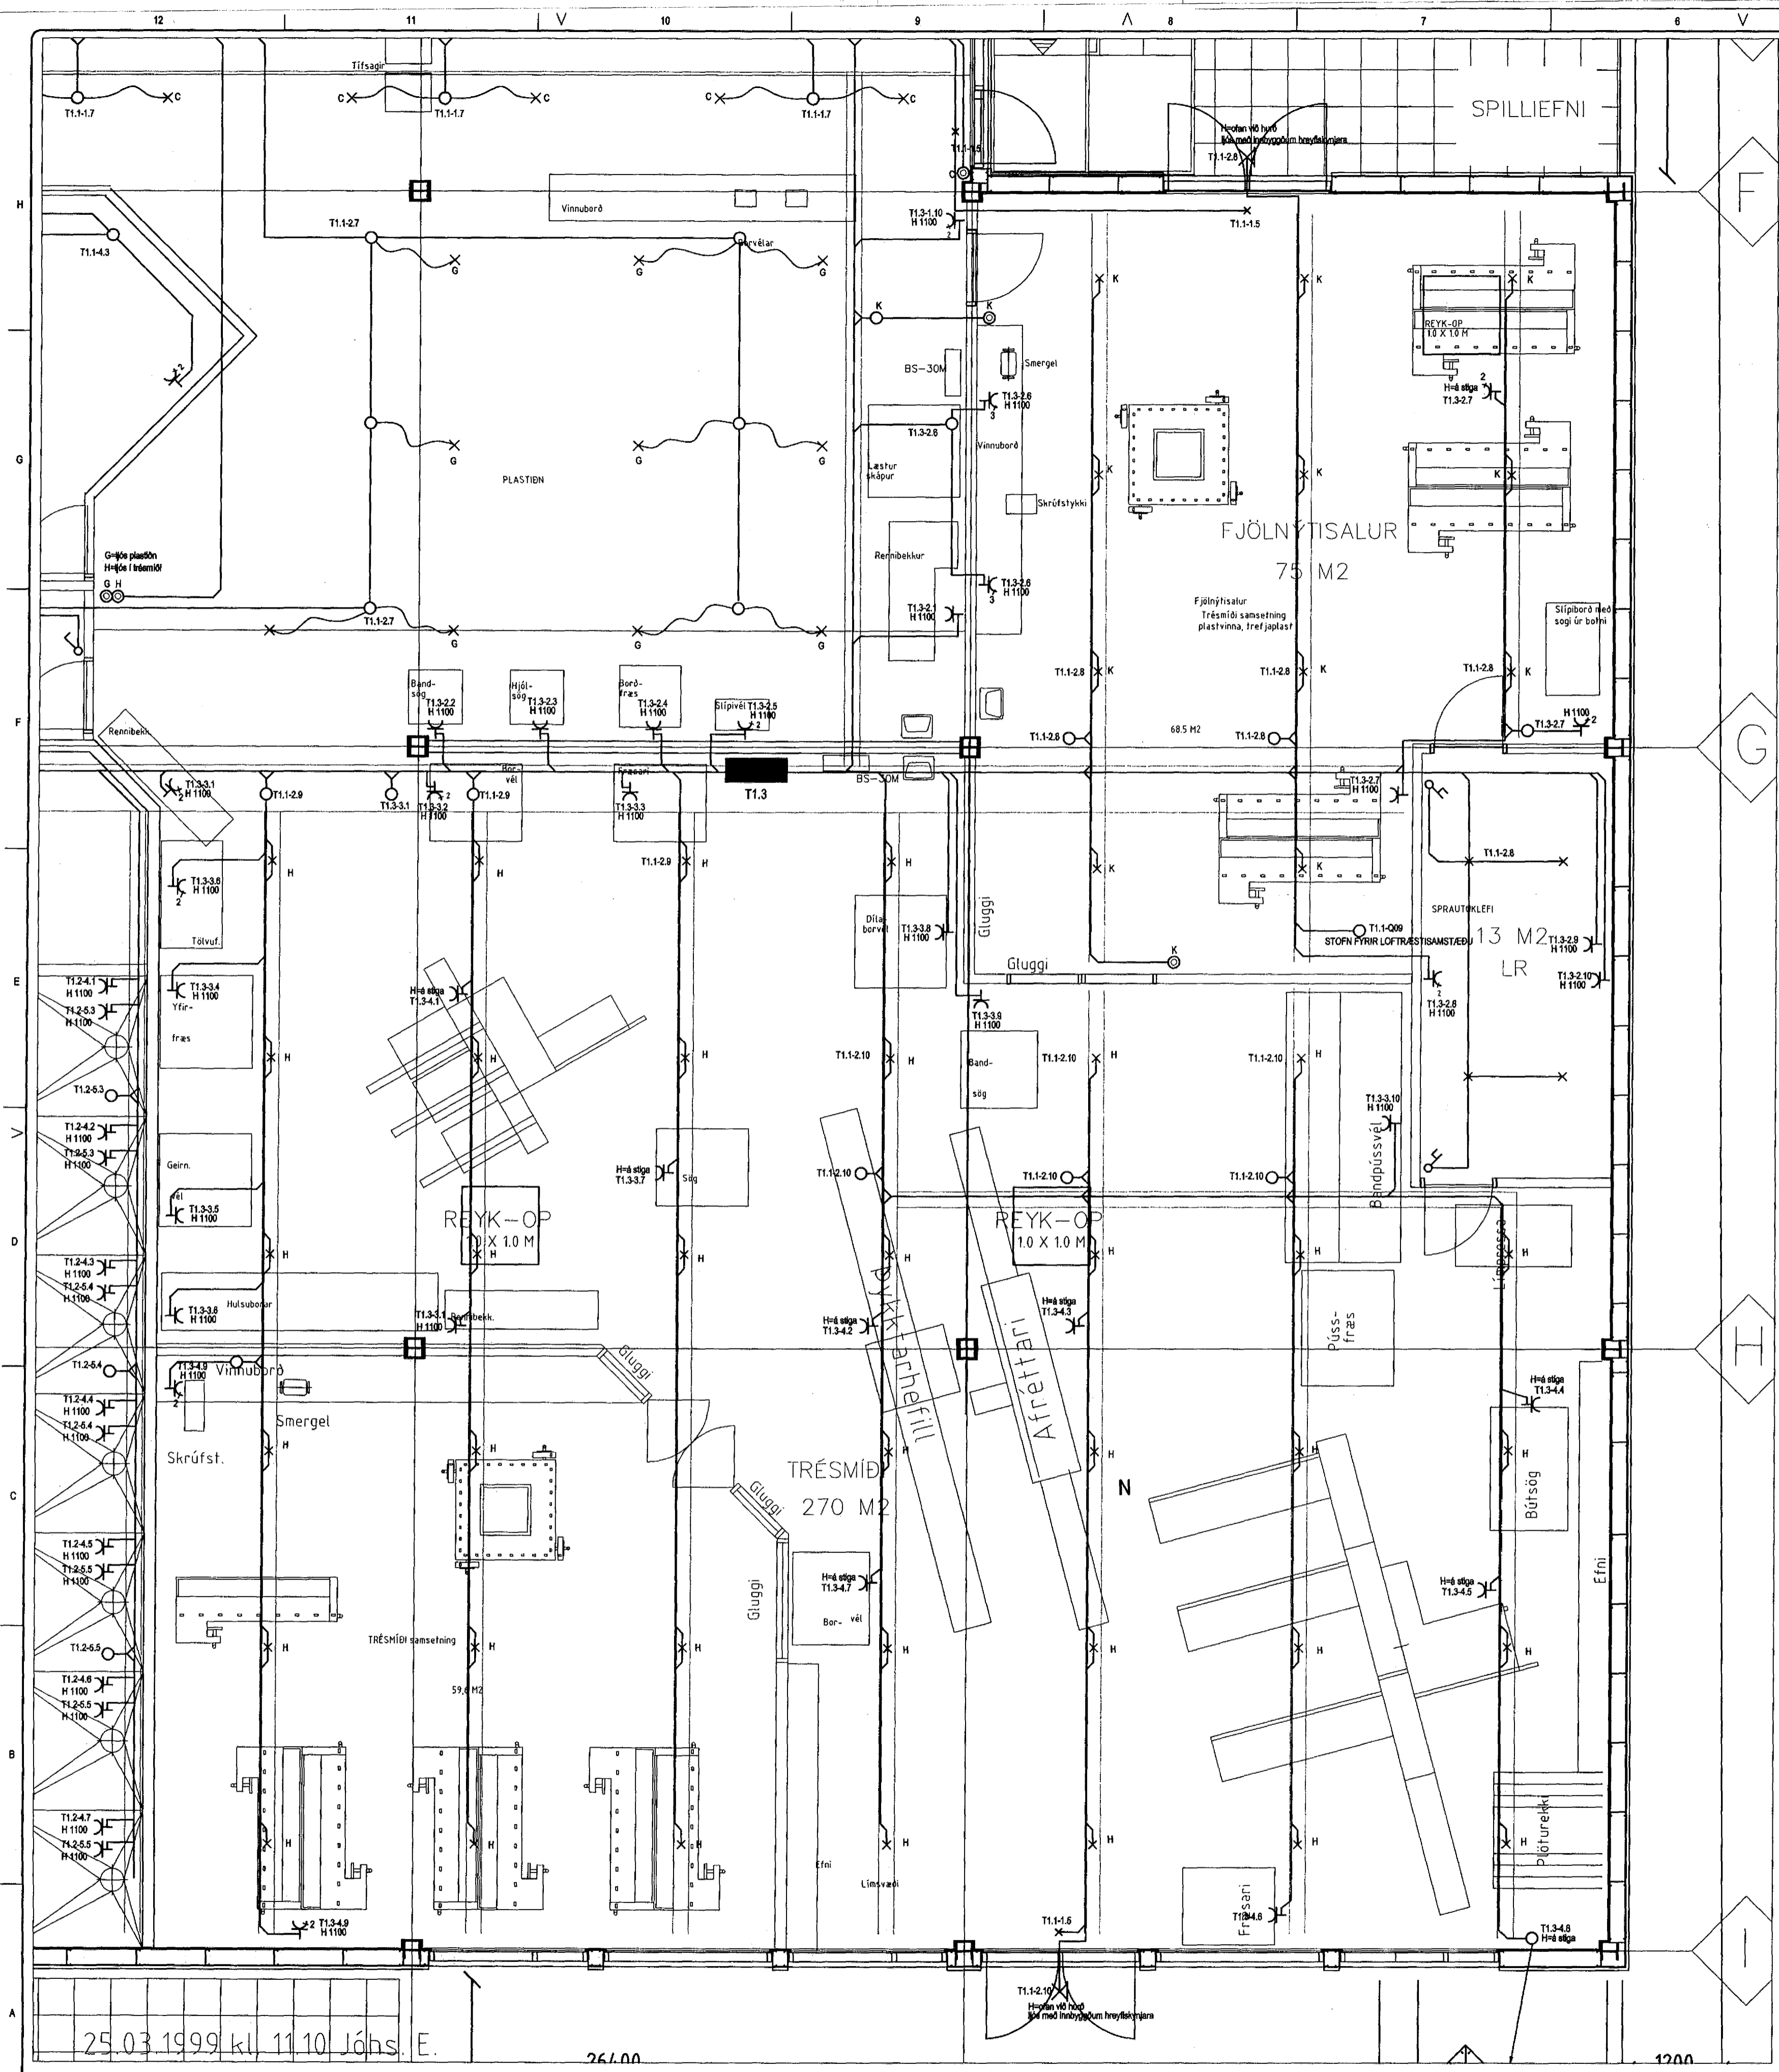 12
11
V
10
9
Λ
8
7
6
V
Tifsagir
C
C
C
C
C
T1.1-1.7
T1.1-1.7
T1.1-1.7
SPILLIEFNI
H=ofan við hurð
ljós með innbyggðum hreyfiskynjara
T1.1-2.8
T1.1-1.5
C
F
H
Vinnuborð
T1.3-1.10
H 1100
2
T1.1-1.5
T1.1-2.7
Borvélar
T1.1-4.3
G
G
G
K
K
K
K
K
REYK-OP
1.0 X 1.0 M
2
BS-30M
Smergel
2
H=á stiga
T1.3-2.7
T1.3-2.6
H 1100
3
T1.3-2.6
Vinnuborð
G
G
G
G
Læstur
skápur
K
K
K
PLASTIÐN
Skrúfstykki
FJÖLNÝTISALUR
75 M2
Rennibekkur
G=ljós plastiðn
H=ljós í trésmiði
G H
T1.3-2.6
H 1100
3
T1.3-2.1
H 1100
Fjölnýtisalur
Trésmíði samsetning
plastvinna, trefjaplast
Slípiborð með
sogi úr botni
T1.1-2.7
G
G
G
T1.1-2.8
K
T1.1-2.8
K
T1.1-2.8
K
Band-
sög
T1.3-2.2
H 1100
Hjól-
sög
T1.3-2.3
H 1100
Borð-
fræs
T1.3-2.4
H 1100
Slípivél
T1.3-2.5
H 1100
2
F
Rennibekk.
68.5 M2
T1.1-2.8
T1.1-2.8
H 1100
T1.3-2.7
2
G
T1.3-3.1
H 1100
2
T1.1-2.9
T1.3-3.1
Bor-
vél
T1.3-3.2
2
H 1100
T1.1-2.9
Fræsari
T1.3-3.3
H 1100
T1.3
BS-30M
T1.3-2.7
H 1100
T1.1-2.9
H
H
H
H
T1.1-2.8
K
K
T1.3-3.6
H 1100
2
Tölvuf.
Díla-
borvél
T1.3-3.8
H 1100
Gluggi
SPRAUTUKLEFI
T1.1-Q09
STOFN FYRIR LOFTRÆSTISAMSTÆÐU
13 M2
LR
T1.3-2.9
H 1100
K
Gluggi
E
T1.2-4.1
H 1100
T1.2-5.3
H 1100
T1.3-3.4
H 1100
Yfir-
fræs
H=á stiga
T1.3-4.1
T1.3-3.9
H 1100
2
T1.3-2.8
H 1100
T1.3-2.10
H 1100
H
H
H
T1.1-2.10
H
T1.1-2.10
H
T1.1-2.10
H
Band-
sög
T1.2-5.3
T1.2-4.2
H 1100
T1.2-5.3
H 1100
T1.3-3.10
H 1100
Bandpússvél
Geirn.
vél
T1.3-3.5
H 1100
H=á stiga
T1.3-3.7
Sög
T1.1-2.10
T1.1-2.10
T1.1-2.10
REYK-OP
1.0 X 1.0 M
REYK-OP
1.0 X 1.0 M
D
H
H
H
H
H
H
H
Límpressa
T1.2-4.3
H 1100
T1.2-5.4
H 1100
Hulsuborar
T1.3-3.6
H 1100
T1.3-3.1
H 1100
Rennibekk.
H=á stiga
T1.3-4.2
Þykktarhefill
H=á stiga
T1.3-4.3
Afréttari
Púss-
fræs
H
Gluggi
T1.2-5.4
T1.3-4.9
H 1100
2
Vinnuborð
H=á stiga
T1.3-4.4
T1.2-4.4
H 1100
T1.2-5.4
H 1100
Smergel
Skrúfst.
H
H
H
H
H
H
TRÉSMÍÐI
270 M2
Gluggi
N
C
Bútsög
T1.2-4.5
H 1100
T1.2-5.5
H 1100
Gluggi
H=á stiga
T1.3-4.7
Bor-
vél
H=á stiga
T1.3-4.5
Efni
TRÉSMÍÐI samsetning
T1.2-5.5
H
H
H
H
H
H
H
T1.2-4.6
H 1100
T1.2-5.5
H 1100
59,6 M2
B
Plöturekki
T1.2-4.7
H 1100
T1.2-5.5
H 1100
H
H
H
H
H
H
H
Efni
Límsvæði
Fræsari
T1.3-4.6
T1.3-4.9
H 1100
2
T1.1-1.5
T1.3-4.8
H=á stiga
I
T1.1-2.10
H=ofan við hurð
ljós með innbyggðum hreyfiskynjara
A
25.03.1999 kl. 11.10 Jóhs. E.
26400
1200